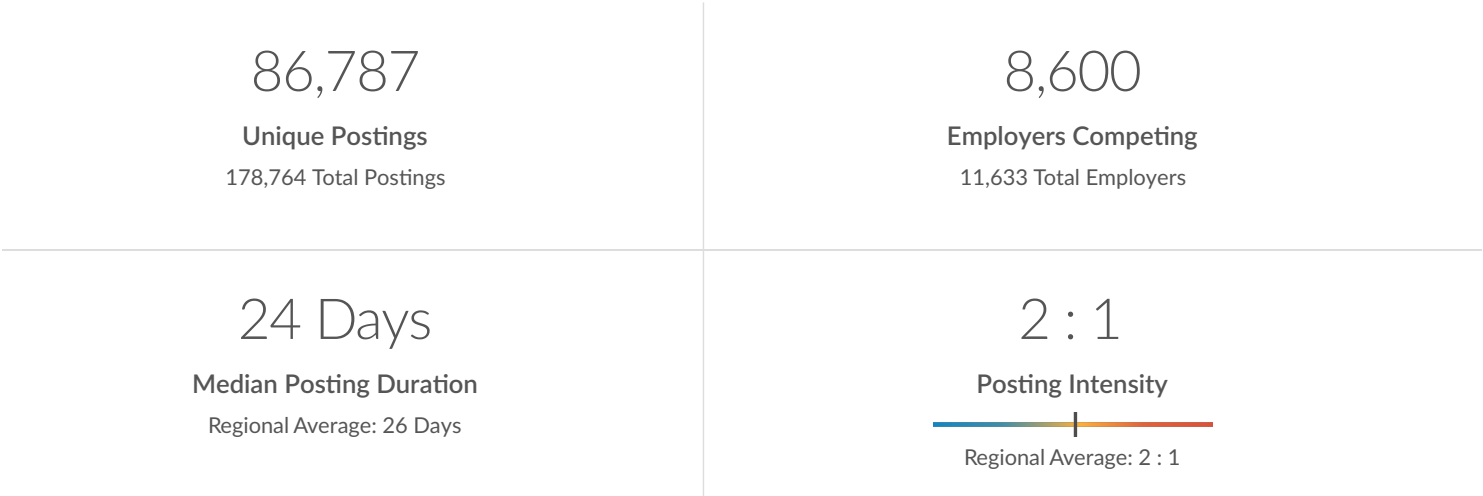 86,787
Unique Postings
178,764 Total Postings
8,600
Employers Competing
11,633 Total Employers
24 Days
Median Posting Duration
Regional Average: 26 Days
2 : 1
Posting Intensity
Regional Average: 2 : 1